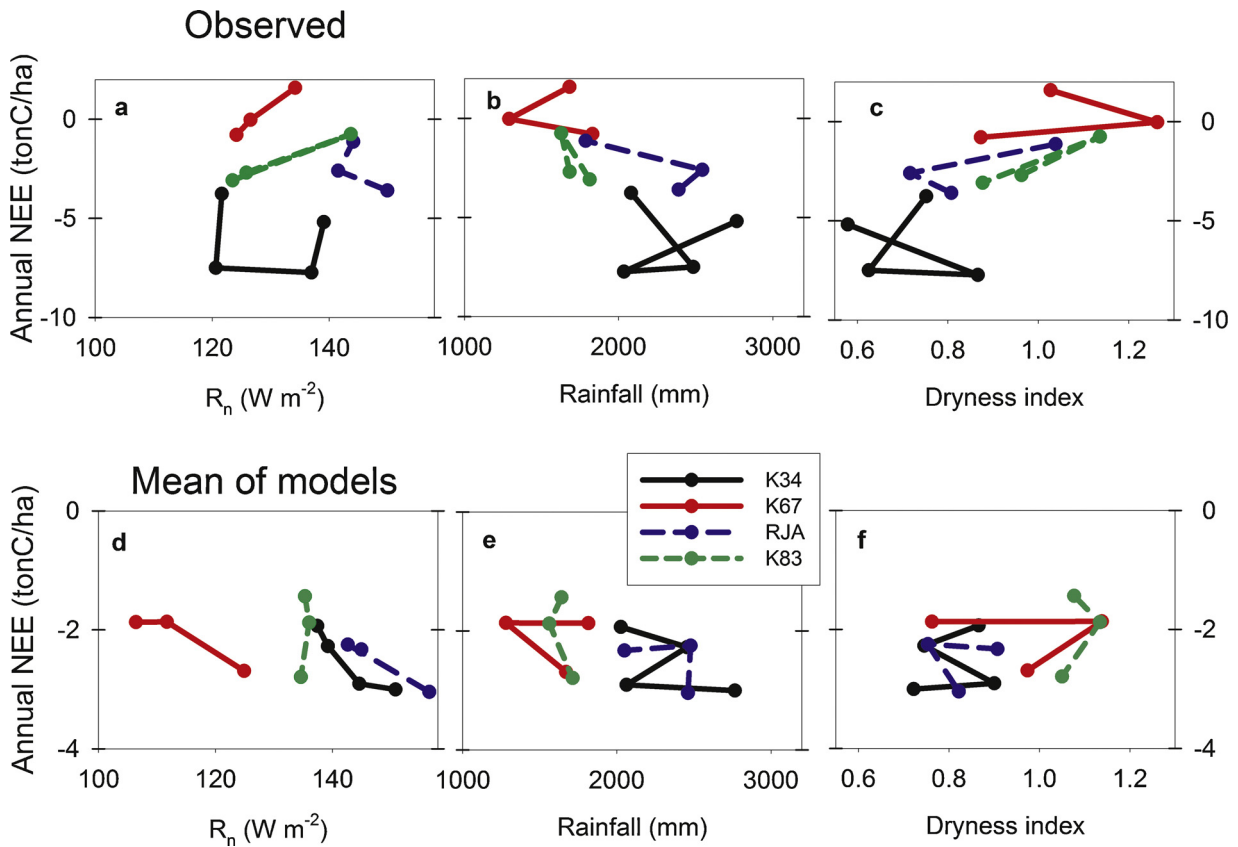 Observed
Annual NEE (tonC/ha)
a
b
c
0
-5
-10
0
-5
-10
100
120
140
1000
2000
3000
0.6
0.8
1.0
1.2
Rn (W m-2)
Rainfall (mm)
Dryness index
Mean of models
K34
K67
RJA
K83
Annual NEE (tonC/ha)
d
e
f
0
-2
-4
0
-2
-4
100
120
140
1000
2000
3000
0.6
0.8
1.0
1.2
Rn (W m-2)
Rainfall (mm)
Dryness index